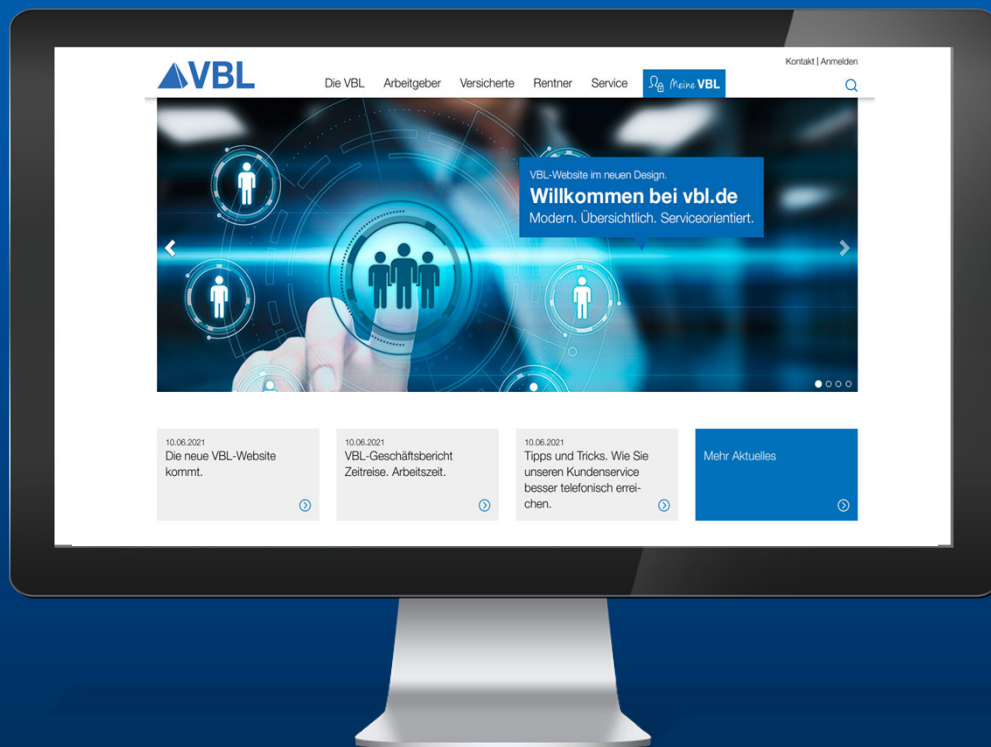 Kontakt | Anmelden
VBL
Die VBL Arbeitgeber Versicherte Rentner Service Meine VBL
VBL-Website im neuen Design.
Willkommen bei vbl.de
Modern. Übersichtlich. Serviceorientiert.
10.06.2021
Die neue VBL-Website
kommt.
10.06.2021
VBL-Geschäftsbericht
Zeitreise. Arbeitszeit.
10.06.2021
Tipps und Tricks. Wie Sie
unseren Kundenservice
besser telefonisch errei-
chen.
Mehr Aktuelles